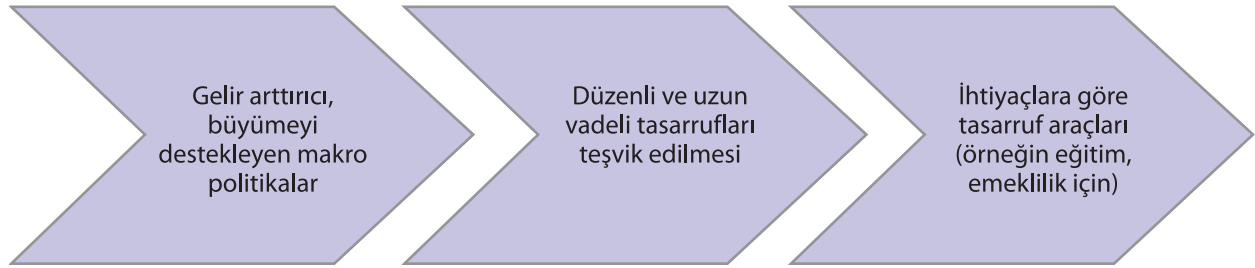 Gelir arttırıcı,
büyümeyi
destekleyen makro
politikalar
Düzenli ve uzun
vadeli tasarrufları
teşvik edilmesi
İhtiyaçlara göre
tasarruf araçları
(örneğin eğitim,
emeklilik için)